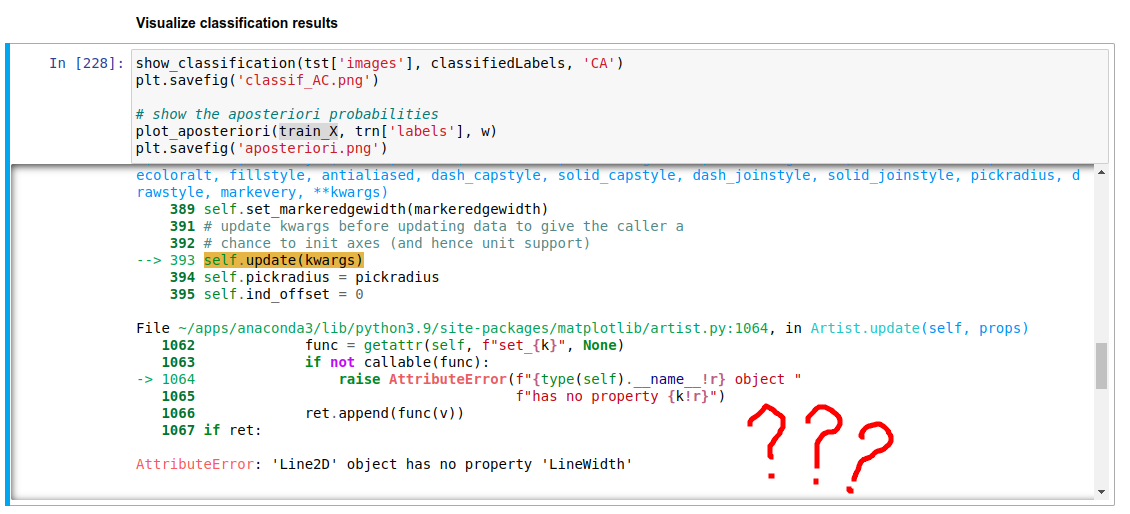 Visualize classification results
In [228]:
show_classification(tst['images'], classifiedLabels, 'CA')
plt.savefig('classif_AC.png')
# show the aposteriori probabilities
plot_aposteriori(train_X, trn['labels'], w)
plt.savefig('aposteriori.png')
ecoloralt, fillstyle, antialiased, dash_capstyle, solid_capstyle, dash_joinstyle, solid_joinstyle, pickradius, d
rawstyle, markevery, **kwargs)
389 self.set_markeredgewidth(markeredgewidth)
391 # update kwargs before updating data to give the caller a
392 # chance to init axes (and hence unit support)
--> 393 self.update(kwargs)
394 self.pickradius = pickradius
395 self.ind_offset = 0
File ~/apps/anaconda3/lib/python3.9/site-packages/matplotlib/artist.py:1064, in Artist.update(self, props)
1062 func = getattr(self, f"set_{k}", None)
1063 if not callable(func):
-> 1064 raise AttributeError(f"{type(self).__name__!r} object "
1065 f"has no property {k!r}")
1066 ret.append(func(v))
1067 if ret:
AttributeError: 'Line2D' object has no property 'LineWidth'
???